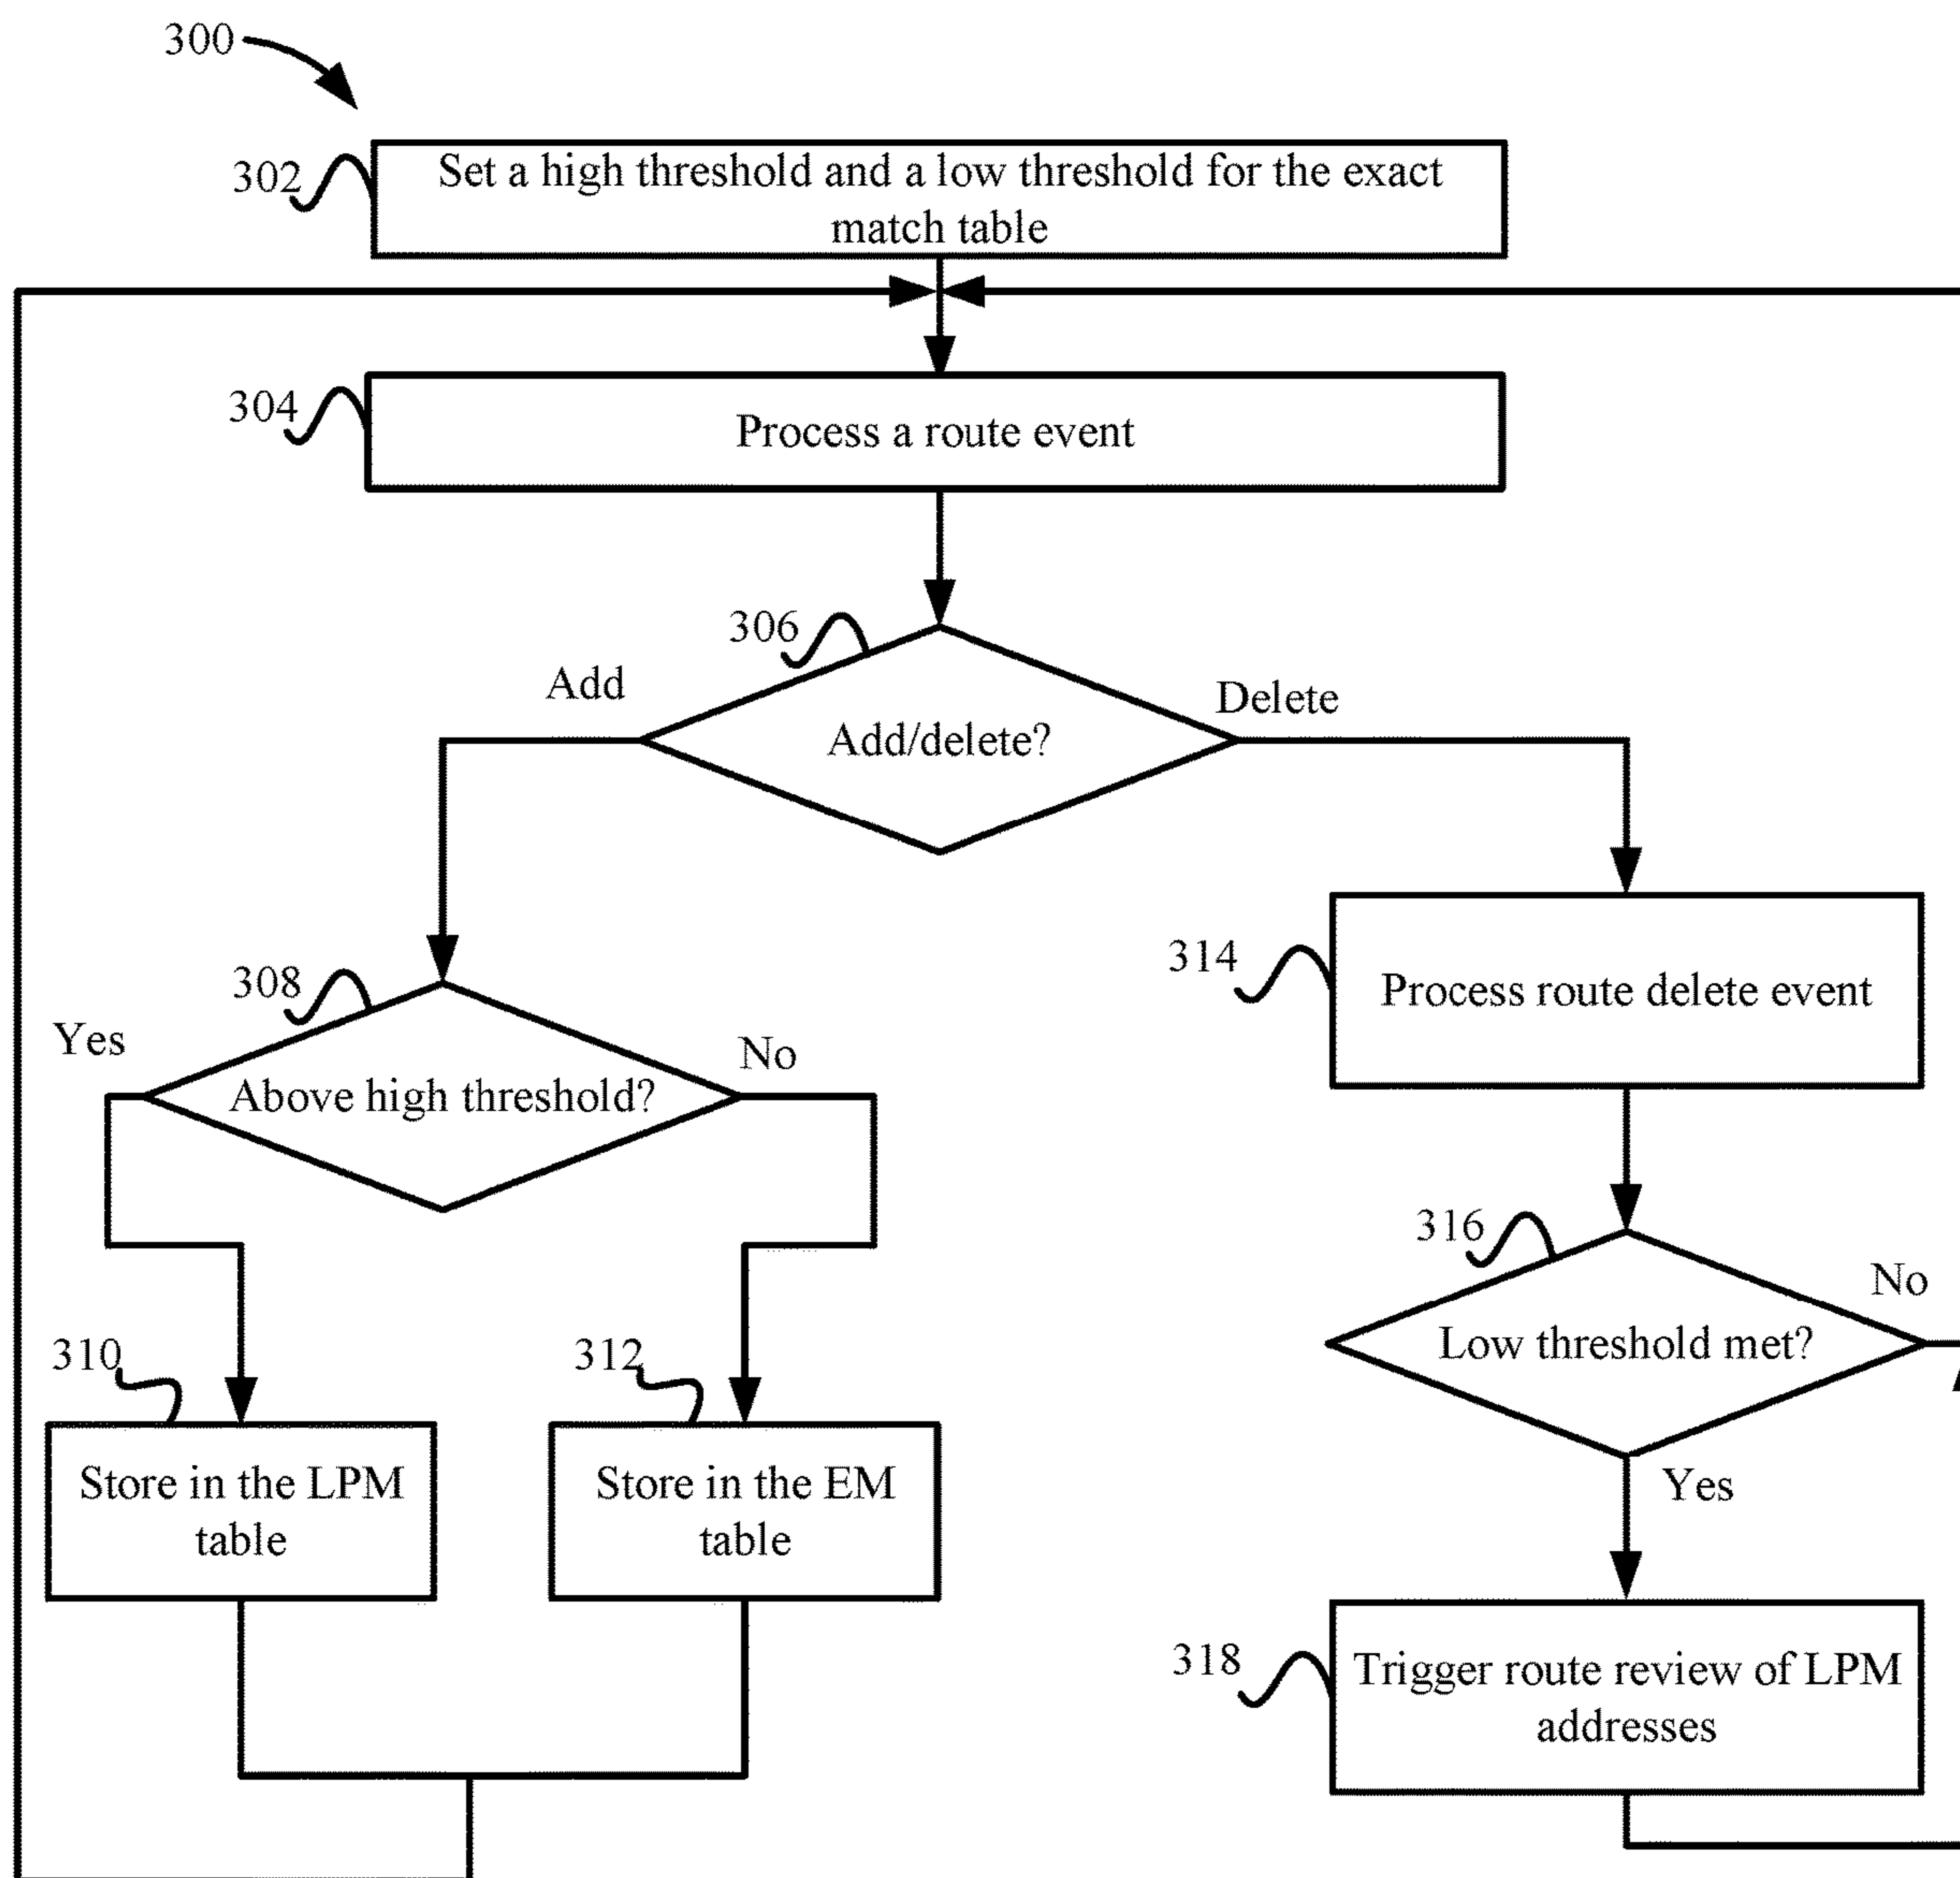 300
302
Set a high threshold and a low threshold for the exact
match table
304
Process a route event
306
Add
Delete
Add/delete?
308
Yes
No
Above high threshold?
314
Process route delete event
316
No
Low threshold met?
Yes
310
312
Store in the LPM
table
Store in the EM
table
318
Trigger route review of LPM
addresses